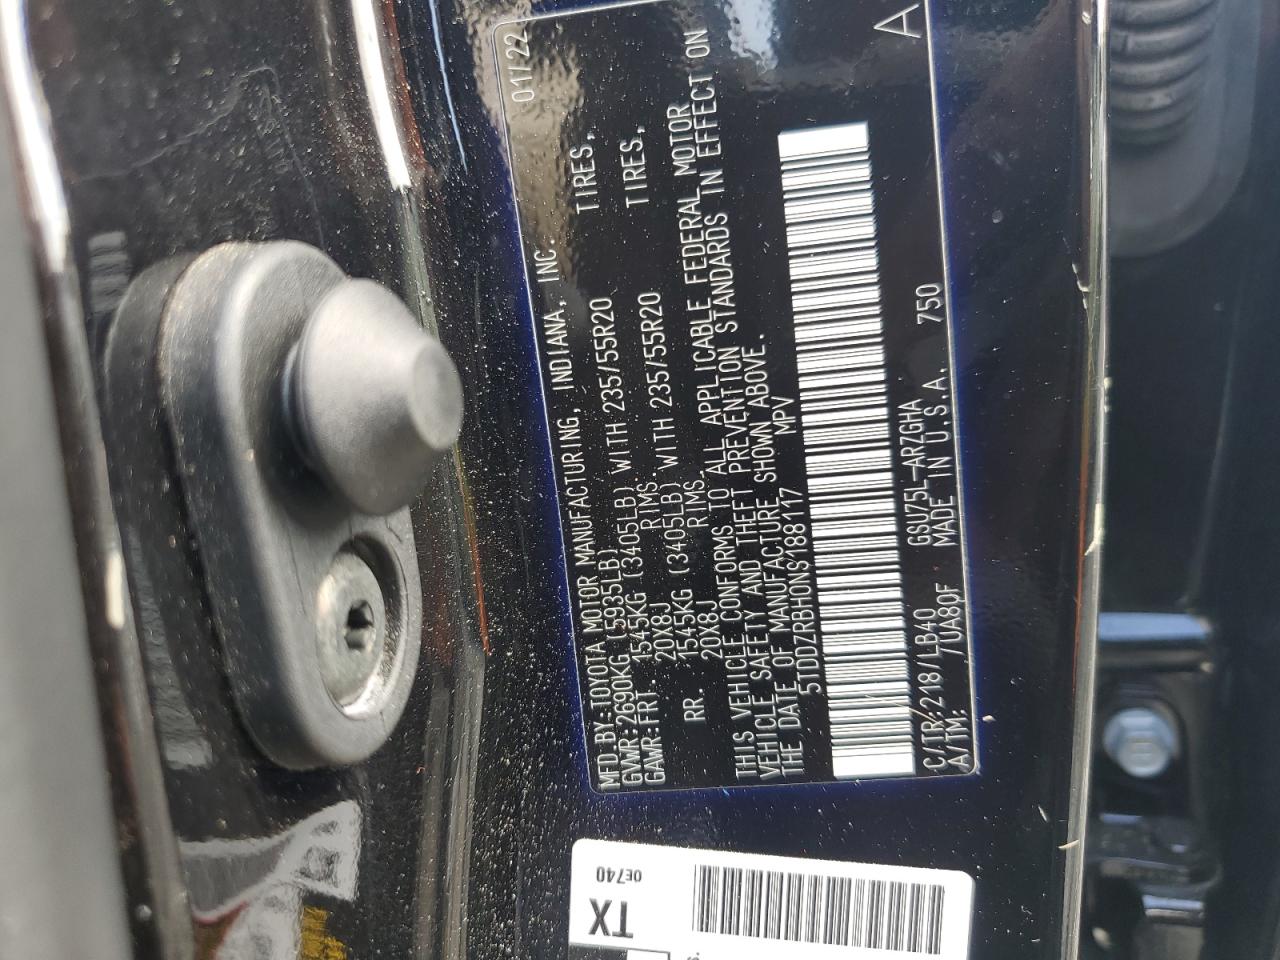 MFD.BY:TOYOTA MOTOR MANUFACTURING, INDIANA, INC. 01/22
GVWR:2690KG( 5935LB)
GAWR:FRT. 1545KG (3405LB) WITH 235/55R20 TIRES,
20X8J RIMS.
RR. 1545KG (3405LB) WITH 235/55R20 TIRES,
20X8J RIMS.
THIS VEHICLE CONFORMS TO ALL APPLICABLE FEDERAL MOTOR
VEHICLE SAFETY AND THEFT PREVENTION STANDARDS IN EFFECT ON
THE DATE OF MANUFACTURE SHOWN ABOVE.
5TDDZRBH0NS188117 MPV
C/TR:218/LB40 GSU75L-ARZGHA A
A/TM: /UA80F MADE IN U.S.A. 750
TX
0E740